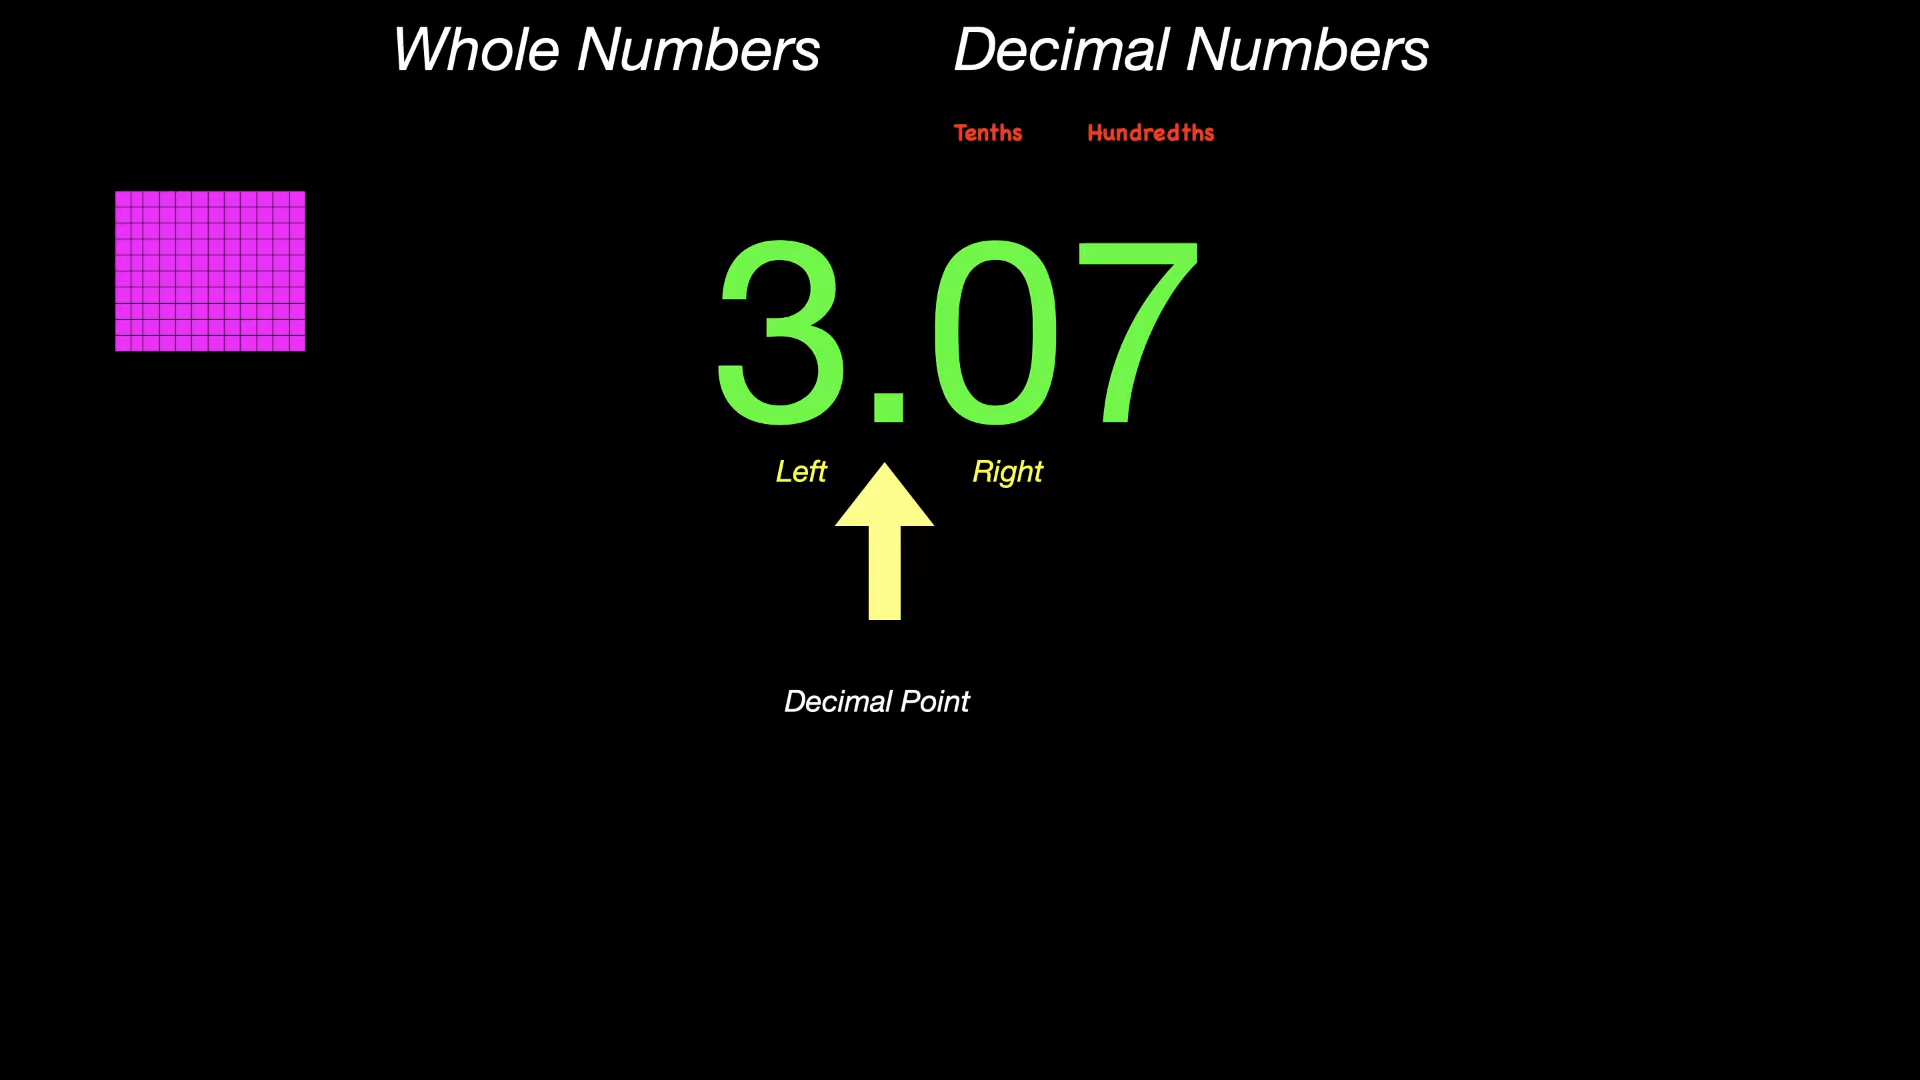 Whole Numbers
Decimal Numbers
Tenths
Hundredths
3.07
Left
Right
Decimal Point